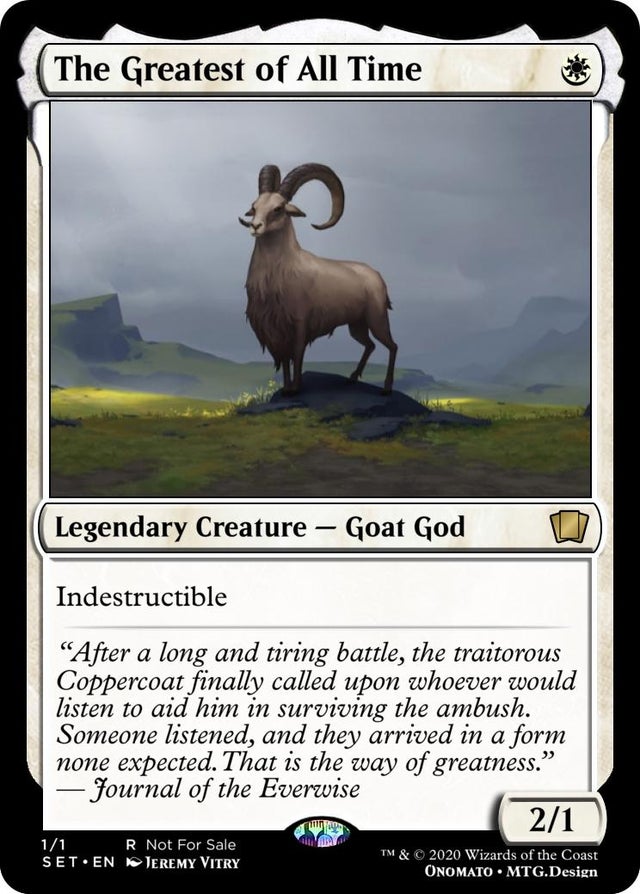 The Greatest of All Time
Legendary Creature — Goat God
Indestructible
“After a long and tiring battle, the traitorous
Coppercoat finally called upon whoever would
listen to aid him in surviving the ambush.
Someone listened, and they arrived in a form
none expected. That is the way of greatness.”
— Journal of the Everwise
2/1
1/1 R Not For Sale
SET • EN JEREMY VITRY
™ & © 2020 Wizards of the Coast
ONOMATO • MTG.Design